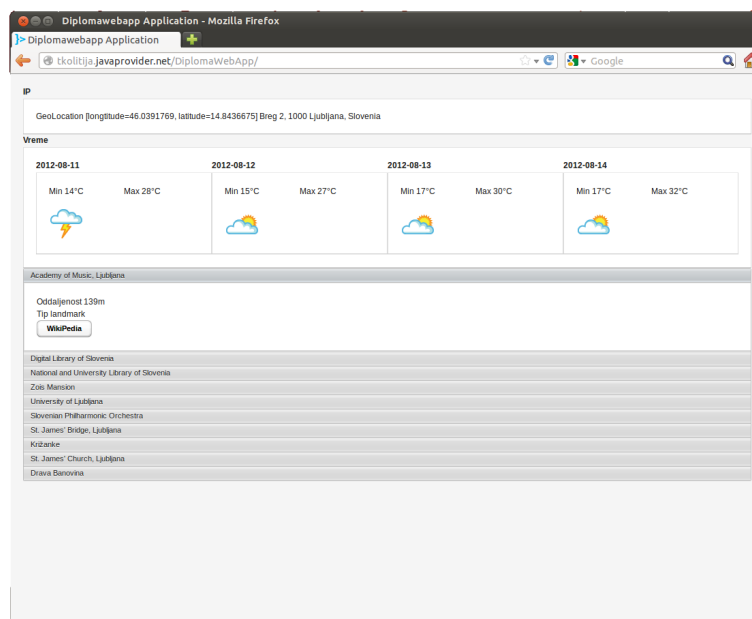 Diplomawebapp Application - Mozilla Firefox
}> Diplomawebapp Application
tkolitija.javaprovider.net/DiplomaWebApp/
Google
IP
GeoLocation [longtitude=46.0391769, latitude=14.8436675] Breg 2, 1000 Ljubljana, Slovenia
Vreme
2012-08-11 2012-08-12 2012-08-13 2012-08-14
Min 14°C Max 28°C Min 15°C Max 27°C Min 17°C Max 30°C Min 17°C Max 32°C
Academy of Music, Ljubljana
Oddaljenost 139m
Tip landmark
WikiPedia
Digital Library of Slovenia
National and University Library of Slovenia
Zois Mansion
University of Ljubljana
Slovenian Philharmonic Orchestra
St. James' Bridge, Ljubljana
Križanke
St. James' Church, Ljubljana
Drava Banovina